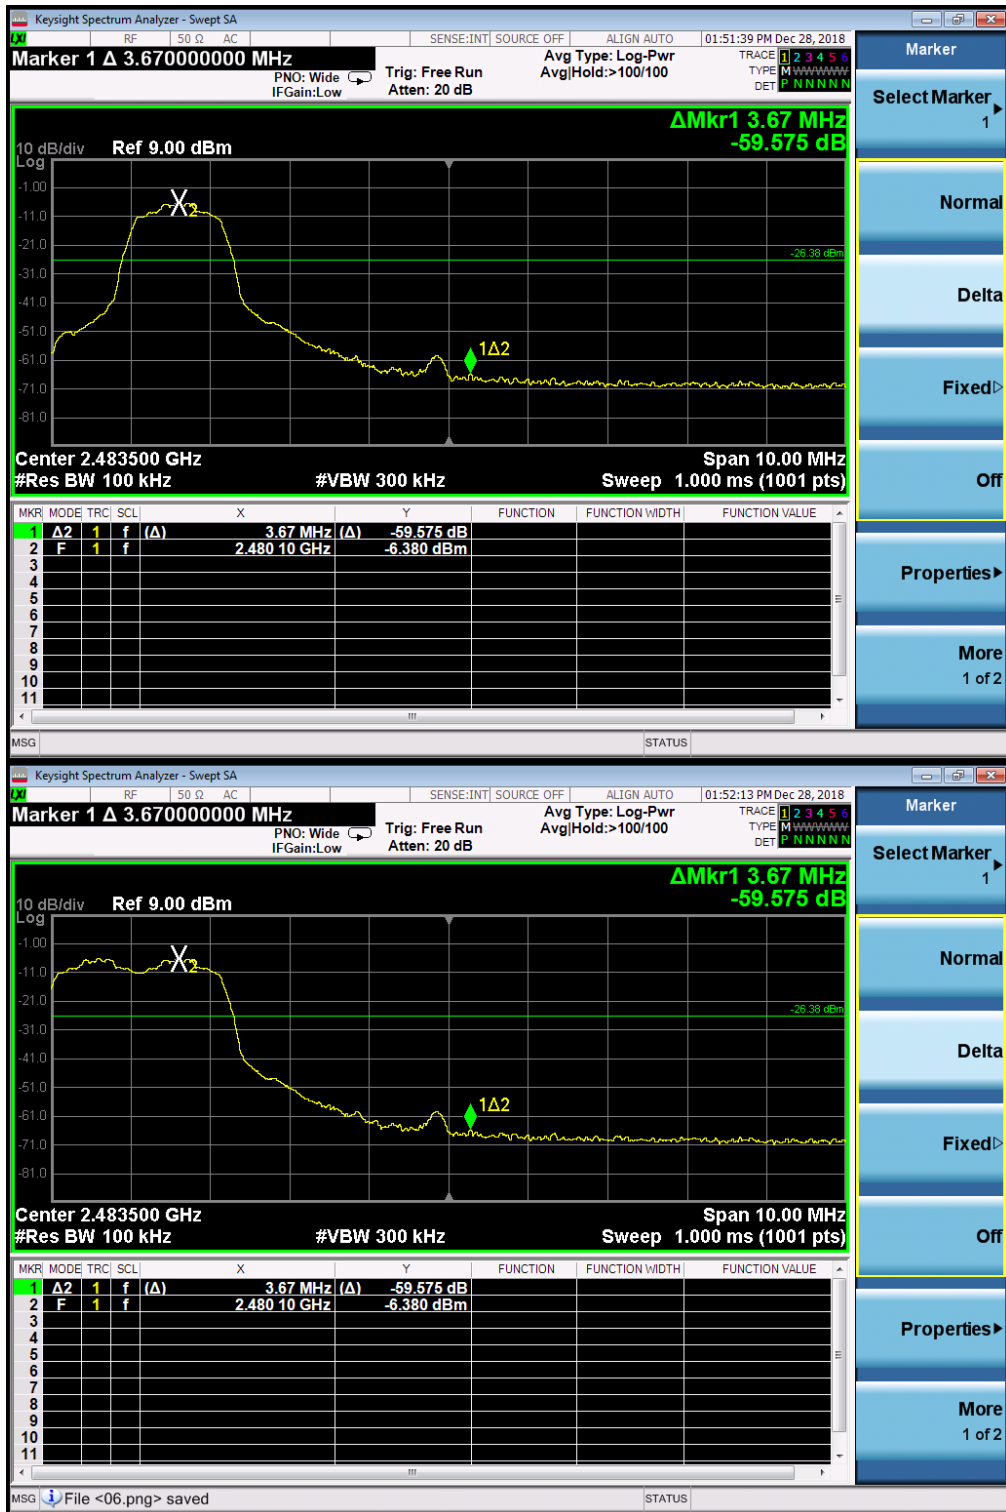 Keysight Spectrum Analyzer - Swept SA
LXI RF 50 Ω AC SENSE:INT SOURCE OFF ALIGN AUTO 01:51:39 PM Dec 28, 2018
Marker 1 Δ 3.670000000 MHz
PNO: Wide
IFGain:Low
Trig: Free Run
Atten: 20 dB
Avg Type: Log-Pwr
Avg|Hold:>100/100
TRACE 1 2 3 4 5 6
TYPE M WWWWW
DET P N N N N N
ΔMkr1 3.67 MHz
-59.575 dB
10 dB/div Ref 9.00 dBm
Log
-1.00
-11.0
-21.0
-31.0
-41.0
-51.0
-61.0
-71.0
-81.0
X2
-26.38 dBm
1Δ2
Center 2.483500 GHz Span 10.00 MHz
#Res BW 100 kHz #VBW 300 kHz Sweep 1.000 ms (1001 pts)
MKR MODE TRC SCL X Y FUNCTION FUNCTION WIDTH FUNCTION VALUE
1 Δ2 1 f (Δ) 3.67 MHz (Δ) -59.575 dB
2 F 1 f 2.480 10 GHz -6.380 dBm
3
4
5
6
7
8
9
10
11
MSG STATUS
Marker
Select Marker
1
Normal
Delta
Fixed
Off
Properties
More
1 of 2
Keysight Spectrum Analyzer - Swept SA
LXI RF 50 Ω AC SENSE:INT SOURCE OFF ALIGN AUTO 01:52:13 PM Dec 28, 2018
Marker 1 Δ 3.670000000 MHz
PNO: Wide
IFGain:Low
Trig: Free Run
Atten: 20 dB
Avg Type: Log-Pwr
Avg|Hold:>100/100
TRACE 1 2 3 4 5 6
TYPE M WWWWW
DET P N N N N N
ΔMkr1 3.67 MHz
-59.575 dB
10 dB/div Ref 9.00 dBm
Log
-1.00
-11.0
-21.0
-31.0
-41.0
-51.0
-61.0
-71.0
-81.0
X2
-26.38 dBm
1Δ2
Center 2.483500 GHz Span 10.00 MHz
#Res BW 100 kHz #VBW 300 kHz Sweep 1.000 ms (1001 pts)
MKR MODE TRC SCL X Y FUNCTION FUNCTION WIDTH FUNCTION VALUE
1 Δ2 1 f (Δ) 3.67 MHz (Δ) -59.575 dB
2 F 1 f 2.480 10 GHz -6.380 dBm
3
4
5
6
7
8
9
10
11
MSG File <06.png> saved STATUS
Marker
Select Marker
1
Normal
Delta
Fixed
Off
Properties
More
1 of 2